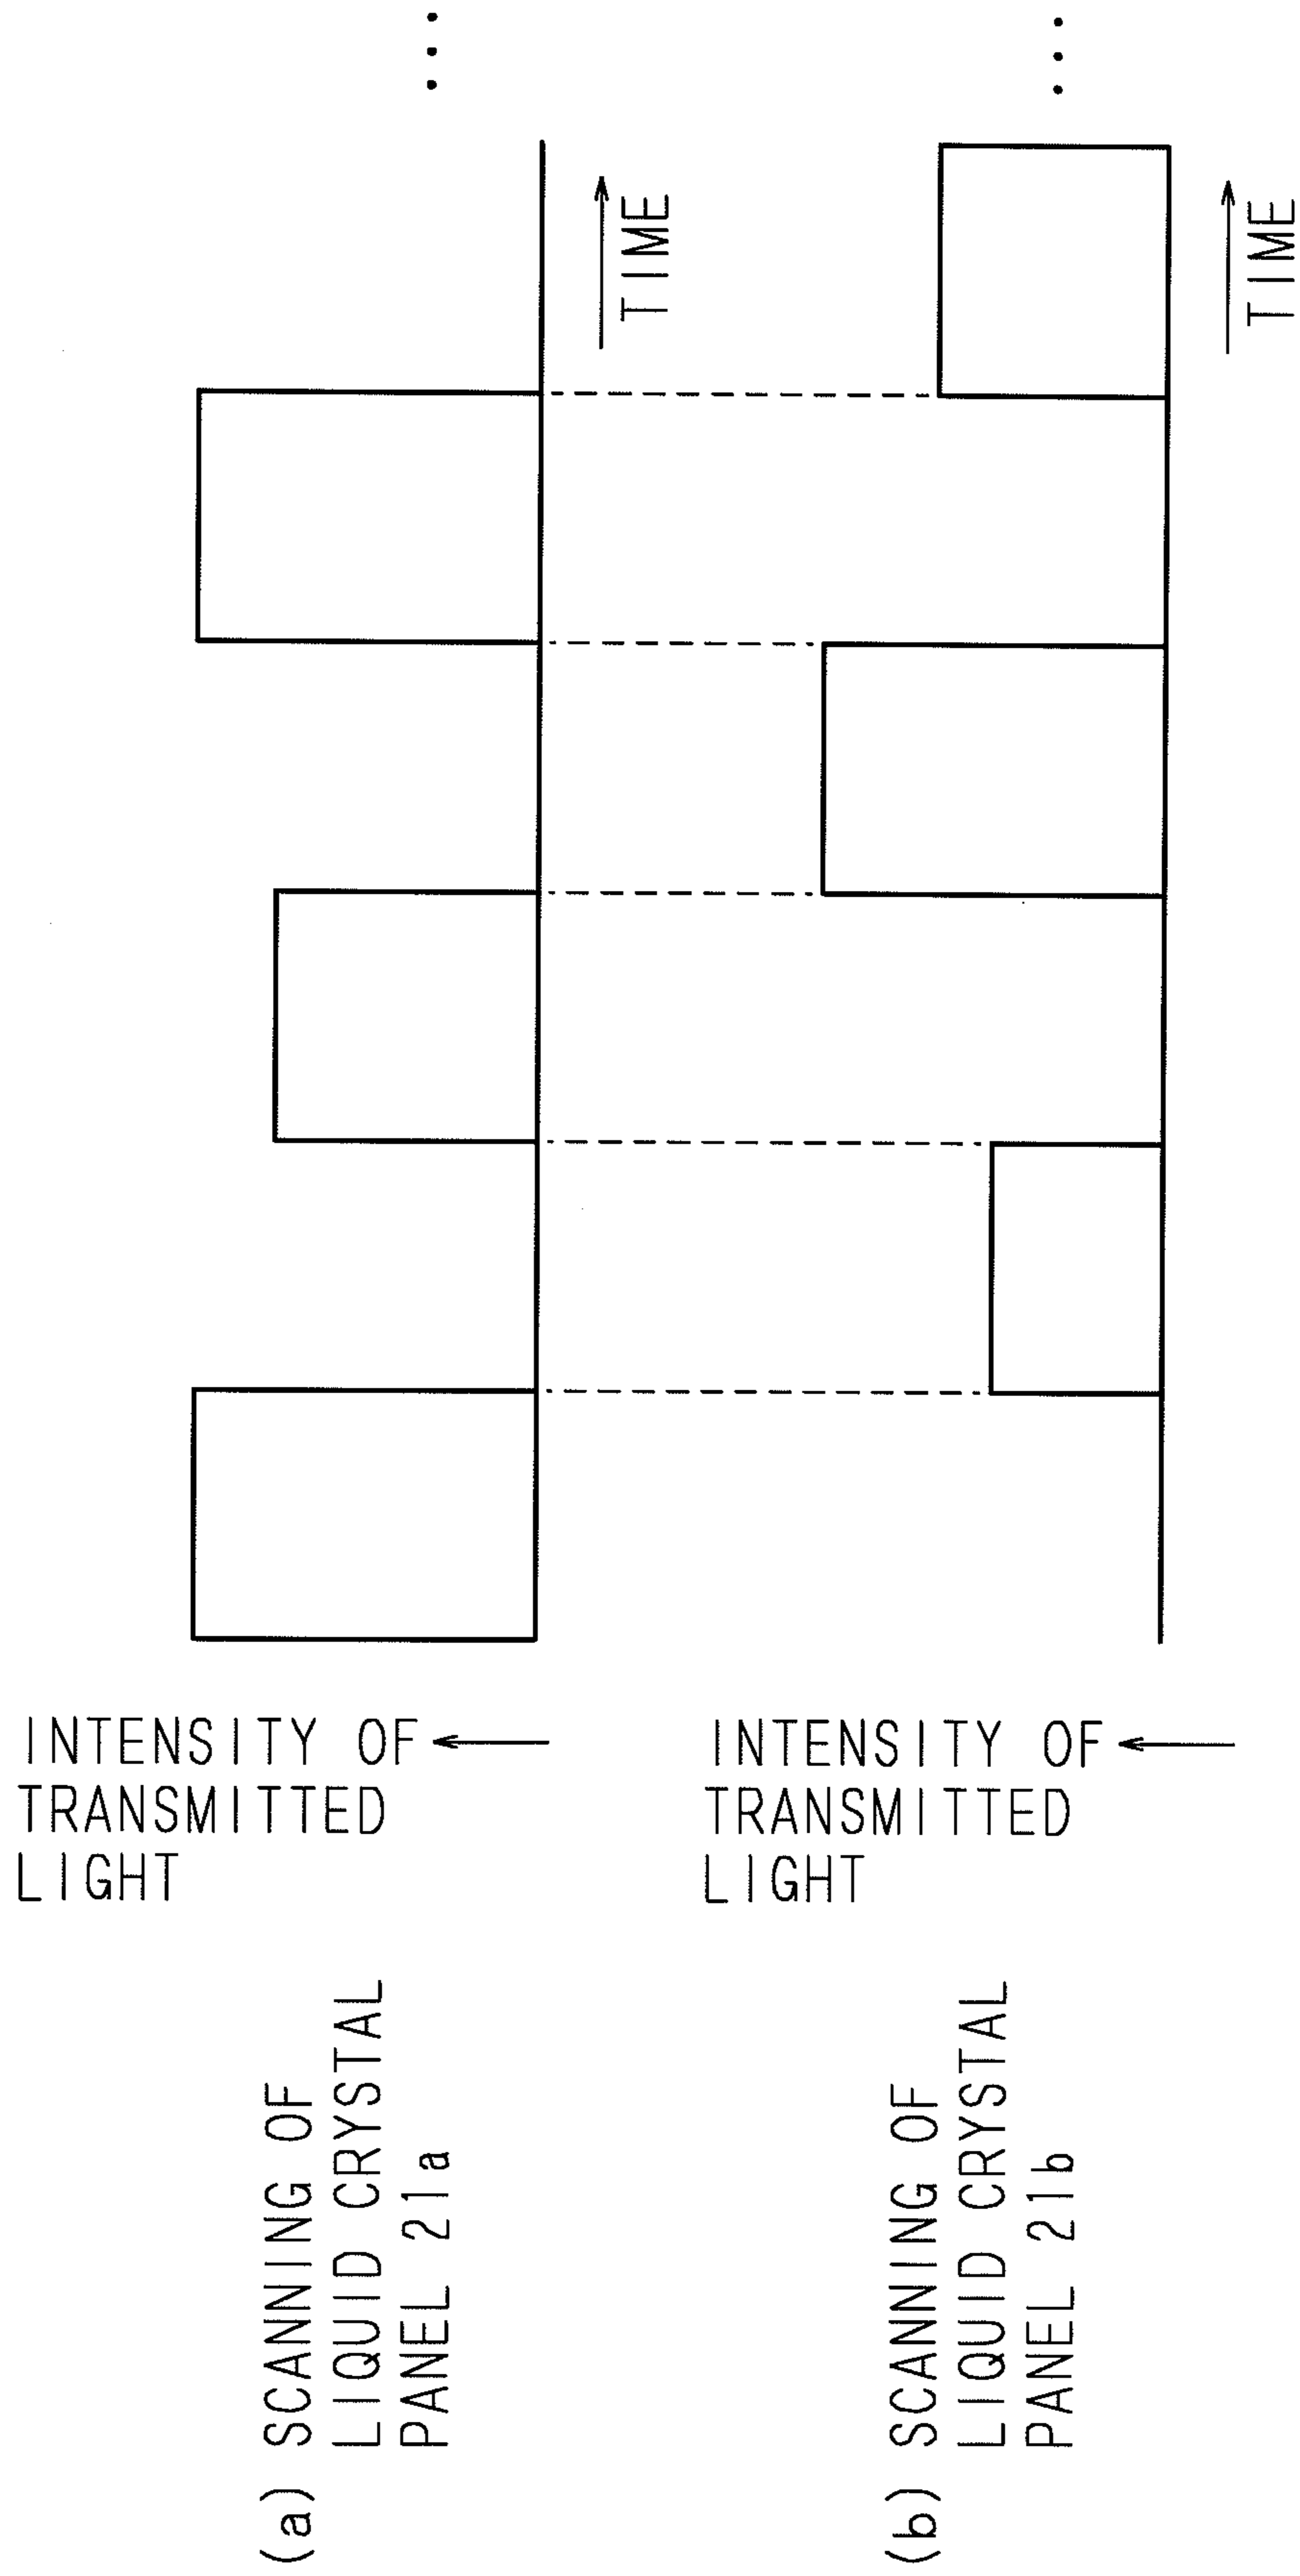 (a) SCANNING OF
LIQUID CRYSTAL
PANEL 21a
INTENSITY OF
TRANSMITTED
LIGHT
TIME
(b) SCANNING OF
LIQUID CRYSTAL
PANEL 21b
INTENSITY OF
TRANSMITTED
LIGHT
TIME